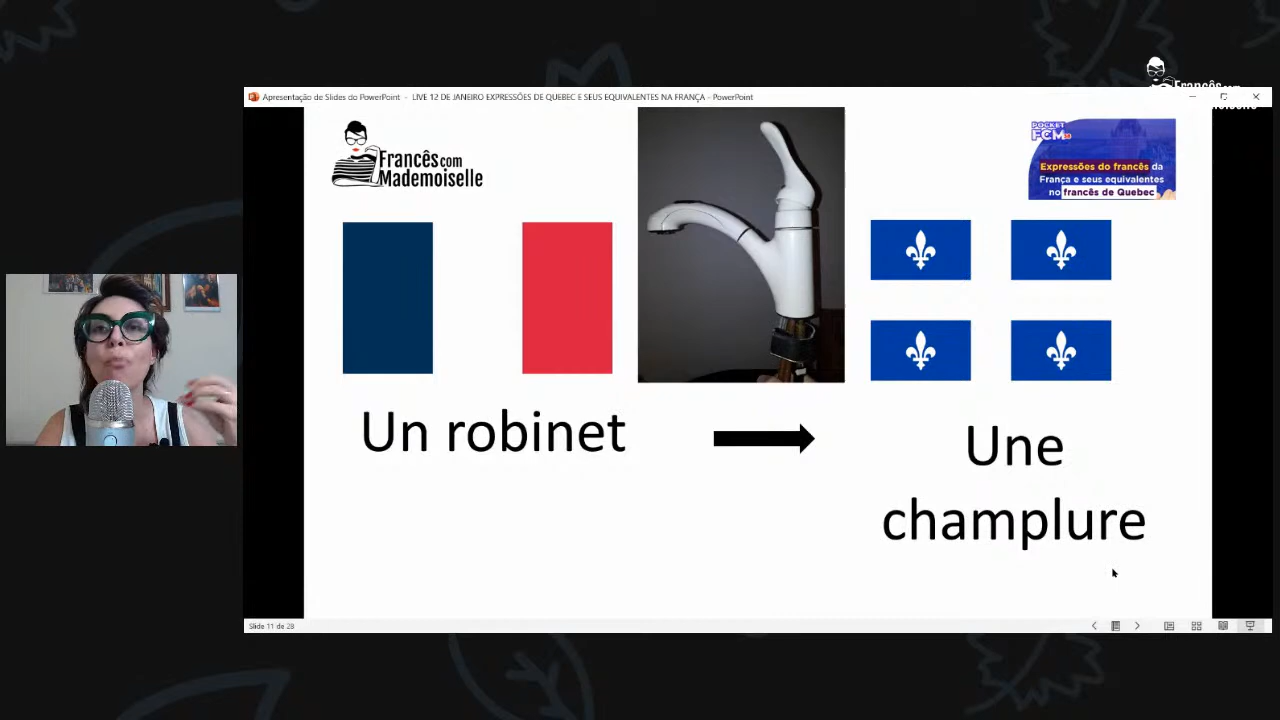 Francês
Apresentação de Slides do PowerPoint - LIVE 12 DE JANEIRO EXPRESSÕES DE QUEBEC E SEUS EQUIVALENTES NA FRANÇA - PowerPoint
Francês com
Mademoiselle
POCKET
FCM
Expressões do francês da
França e seus equivalentes
no francês de Quebec
Un robinet
Une
champlure
Slide 11 de 28